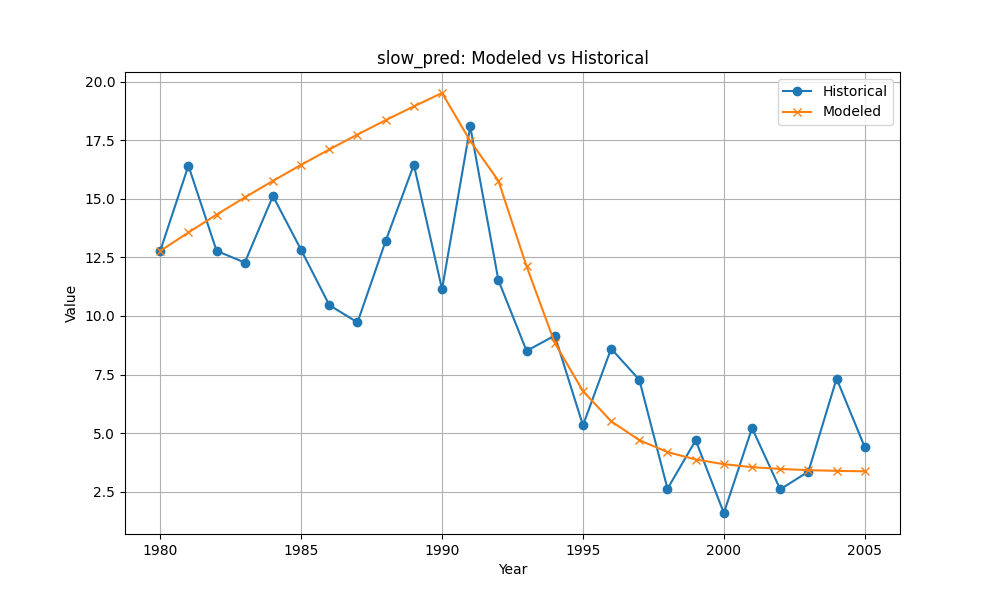 slow_pred: Modeled vs Historical
Historical
Modeled
20.0
17.5
15.0
12.5
10.0
7.5
5.0
2.5
Value
1980 1985 1990 1995 2000 2005
Year